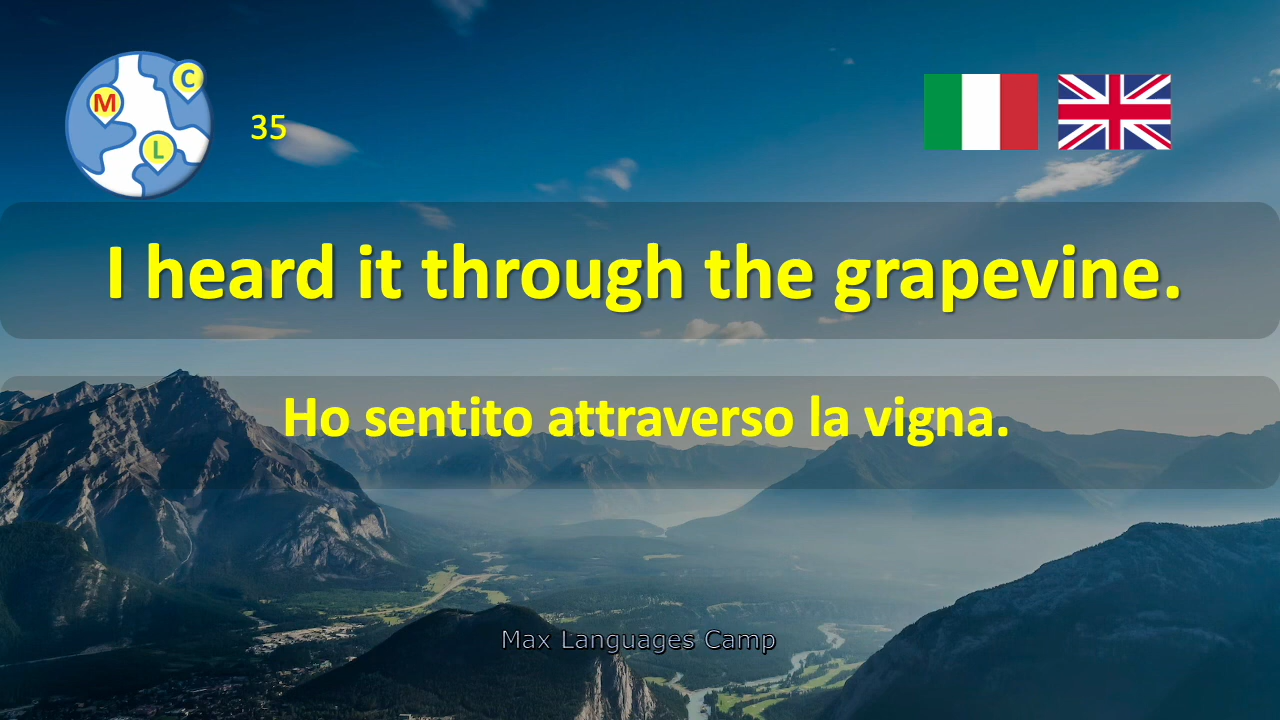 M
C
L
35
I heard it through the grapevine.
Ho sentito attraverso la vigna.
Max Languages Camp